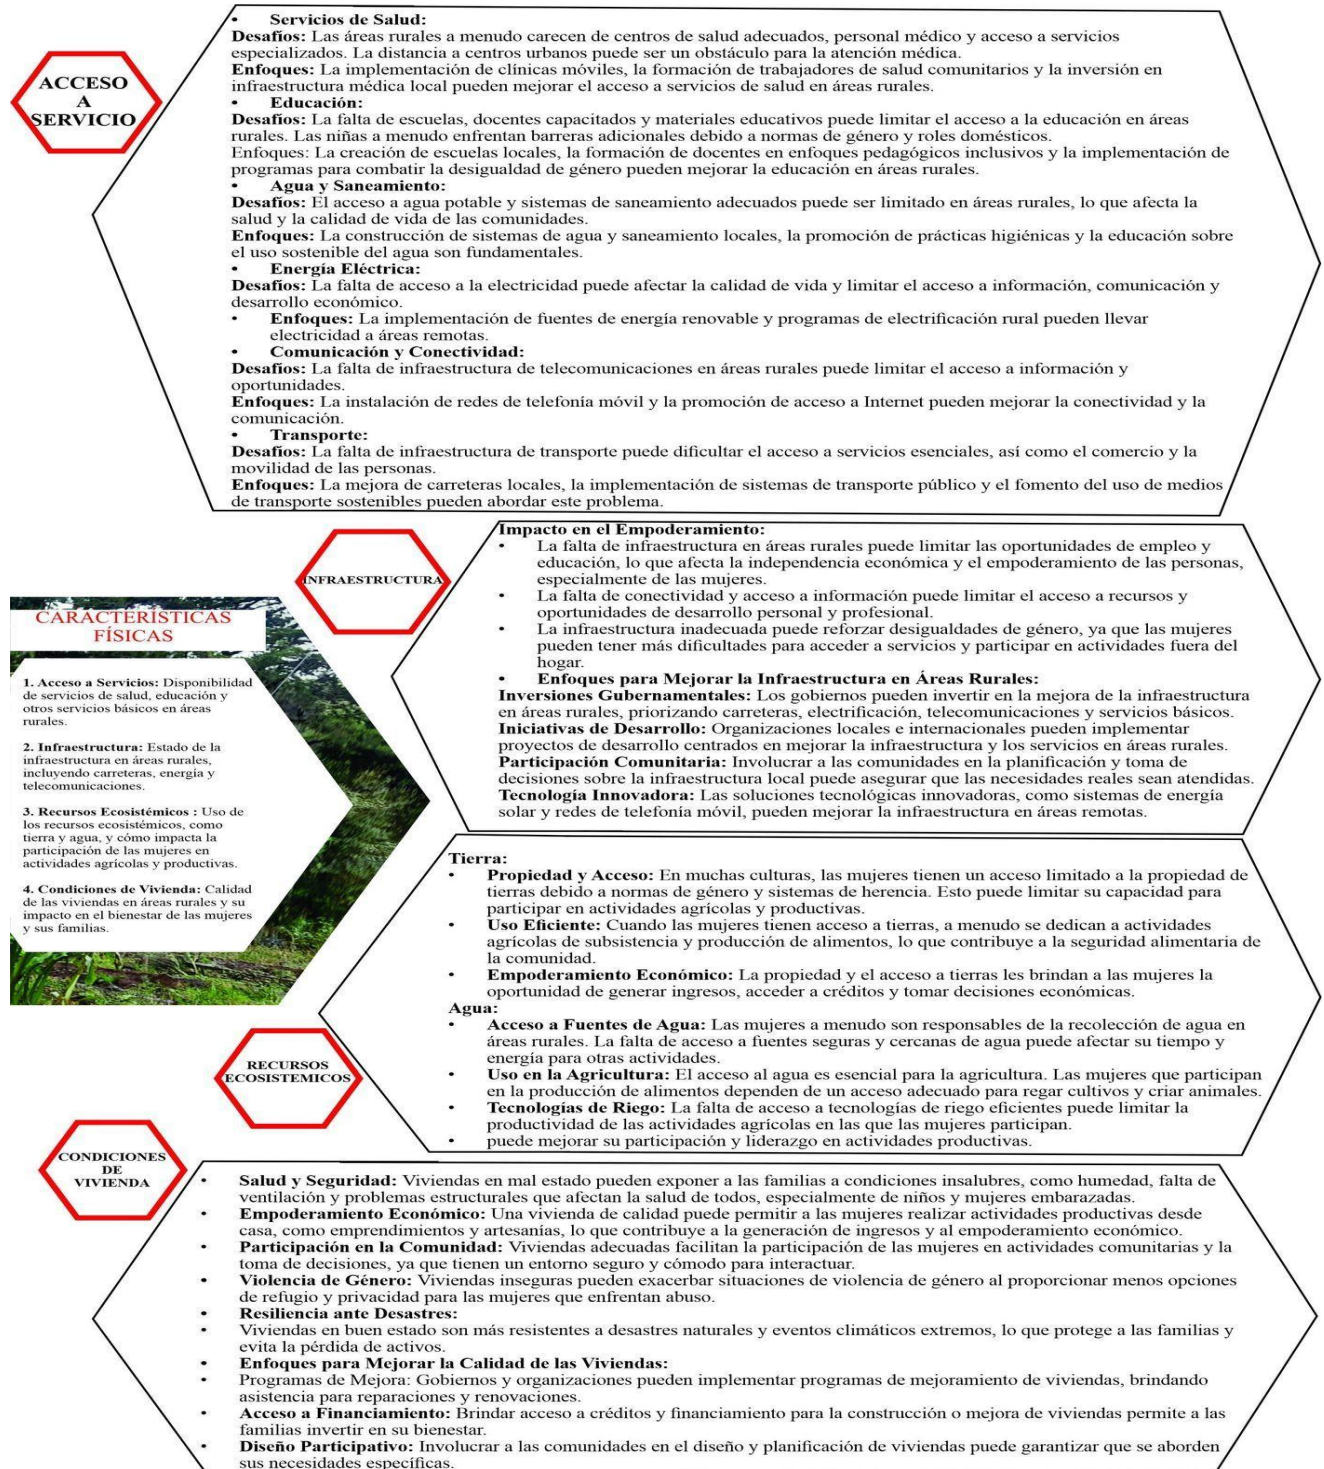 ACCESO
A
SERVICIO
• Servicios de Salud:
Desafíos: Las áreas rurales a menudo carecen de centros de salud adecuados, personal médico y acceso a servicios
especializados. La distancia a centros urbanos puede ser un obstáculo para la atención médica.
Enfoques: La implementación de clínicas móviles, la formación de trabajadores de salud comunitarios y la inversión en
infraestructura médica local pueden mejorar el acceso a servicios de salud en áreas rurales.
• Educación:
Desafíos: La falta de escuelas, docentes capacitados y materiales educativos puede limitar el acceso a la educación en áreas
rurales. Las niñas a menudo enfrentan barreras adicionales debido a normas de género y roles domésticos.
Enfoques: La creación de escuelas locales, la formación de docentes en enfoques pedagógicos inclusivos y la implementación de
programas para combatir la desigualdad de género pueden mejorar la educación en áreas rurales.
• Agua y Saneamiento:
Desafíos: El acceso a agua potable y sistemas de saneamiento adecuados puede ser limitado en áreas rurales, lo que afecta la
salud y la calidad de vida de las comunidades.
Enfoques: La construcción de sistemas de agua y saneamiento locales, la promoción de prácticas higiénicas y la educación sobre
el uso sostenible del agua son fundamentales.
• Energía Eléctrica:
Desafíos: La falta de acceso a la electricidad puede afectar la calidad de vida y limitar el acceso a información, comunicación y
desarrollo económico.
• Enfoques: La implementación de fuentes de energía renovable y programas de electrificación rural pueden llevar
electricidad a áreas remotas.
• Comunicación y Conectividad:
Desafíos: La falta de infraestructura de telecomunicaciones en áreas rurales puede limitar el acceso a información y
oportunidades.
Enfoques: La instalación de redes de telefonía móvil y la promoción de acceso a Internet pueden mejorar la conectividad y la
comunicación.
• Transporte:
Desafíos: La falta de infraestructura de transporte puede dificultar el acceso a servicios esenciales, así como el comercio y la
movilidad de las personas.
Enfoques: La mejora de carreteras locales, la implementación de sistemas de transporte público y el fomento del uso de medios
de transporte sostenibles pueden abordar este problema.
INFRAESTRUCTURA
Impacto en el Empoderamiento:
• La falta de infraestructura en áreas rurales puede limitar las oportunidades de empleo y
educación, lo que afecta la independencia económica y el empoderamiento de las personas,
especialmente de las mujeres.
• La falta de conectividad y acceso a información puede limitar el acceso a recursos y
oportunidades de desarrollo personal y profesional.
• La infraestructura inadecuada puede reforzar desigualdades de género, ya que las mujeres
pueden tener más dificultades para acceder a servicios y participar en actividades fuera del
hogar.
• Enfoques para Mejorar la Infraestructura en Áreas Rurales:
Inversiones Gubernamentales: Los gobiernos pueden invertir en la mejora de la infraestructura
en áreas rurales, priorizando carreteras, electrificación, telecomunicaciones y servicios básicos.
Iniciativas de Desarrollo: Organizaciones locales e internacionales pueden implementar
proyectos de desarrollo centrados en mejorar la infraestructura y los servicios en áreas rurales.
Participación Comunitaria: Involucrar a las comunidades en la planificación y toma de
decisiones sobre la infraestructura local puede asegurar que las necesidades reales sean atendidas.
Tecnología Innovadora: Las soluciones tecnológicas innovadoras, como sistemas de energía
solar y redes de telefonía móvil, pueden mejorar la infraestructura en áreas remotas.
CARACTERÍSTICAS
FÍSICAS
1. Acceso a Servicios: Disponibilidad
de servicios de salud, educación y
otros servicios básicos en áreas
rurales.
2. Infraestructura: Estado de la
infraestructura en áreas rurales,
incluyendo carreteras, energía y
telecomunicaciones.
3. Recursos Ecosistémicos : Uso de
los recursos ecosistémicos, como
tierra y agua, y cómo impacta la
participación de las mujeres en
actividades agrícolas y productivas.
4. Condiciones de Vivienda: Calidad
de las viviendas en áreas rurales y su
impacto en el bienestar de las mujeres
y sus familias.
RECURSOS
ECOSISTEMICOS
Tierra:
• Propiedad y Acceso: En muchas culturas, las mujeres tienen un acceso limitado a la propiedad de
tierras debido a normas de género y sistemas de herencia. Esto puede limitar su capacidad para
participar en actividades agrícolas y productivas.
• Uso Eficiente: Cuando las mujeres tienen acceso a tierras, a menudo se dedican a actividades
agrícolas de subsistencia y producción de alimentos, lo que contribuye a la seguridad alimentaria de
la comunidad.
• Empoderamiento Económico: La propiedad y el acceso a tierras les brindan a las mujeres la
oportunidad de generar ingresos, acceder a créditos y tomar decisiones económicas.
Agua:
• Acceso a Fuentes de Agua: Las mujeres a menudo son responsables de la recolección de agua en
áreas rurales. La falta de acceso a fuentes seguras y cercanas de agua puede afectar su tiempo y
energía para otras actividades.
• Uso en la Agricultura: El acceso al agua es esencial para la agricultura. Las mujeres que participan
en la producción de alimentos dependen de un acceso adecuado para regar cultivos y criar animales.
• Tecnologías de Riego: La falta de acceso a tecnologías de riego eficientes puede limitar la
productividad de las actividades agrícolas en las que las mujeres participan.
• puede mejorar su participación y liderazgo en actividades productivas.
CONDICIONES
DE
VIVIENDA
• Salud y Seguridad: Viviendas en mal estado pueden exponer a las familias a condiciones insalubres, como humedad, falta de
ventilación y problemas estructurales que afectan la salud de todos, especialmente de niños y mujeres embarazadas.
• Empoderamiento Económico: Una vivienda de calidad puede permitir a las mujeres realizar actividades productivas desde
casa, como emprendimientos y artesanías, lo que contribuye a la generación de ingresos y al empoderamiento económico.
• Participación en la Comunidad: Viviendas adecuadas facilitan la participación de las mujeres en actividades comunitarias y la
toma de decisiones, ya que tienen un entorno seguro y cómodo para interactuar.
• Violencia de Género: Viviendas inseguras pueden exacerbar situaciones de violencia de género al proporcionar menos opciones
de refugio y privacidad para las mujeres que enfrentan abuso.
• Resiliencia ante Desastres:
• Viviendas en buen estado son más resistentes a desastres naturales y eventos climáticos extremos, lo que protege a las familias y
evita la pérdida de activos.
• Enfoques para Mejorar la Calidad de las Viviendas:
• Programas de Mejora: Gobiernos y organizaciones pueden implementar programas de mejoramiento de viviendas, brindando
asistencia para reparaciones y renovaciones.
• Acceso a Financiamiento: Brindar acceso a créditos y financiamiento para la construcción o mejora de viviendas permite a las
familias invertir en su bienestar.
• Diseño Participativo: Involucrar a las comunidades en el diseño y planificación de viviendas puede garantizar que se aborden
sus necesidades específicas.